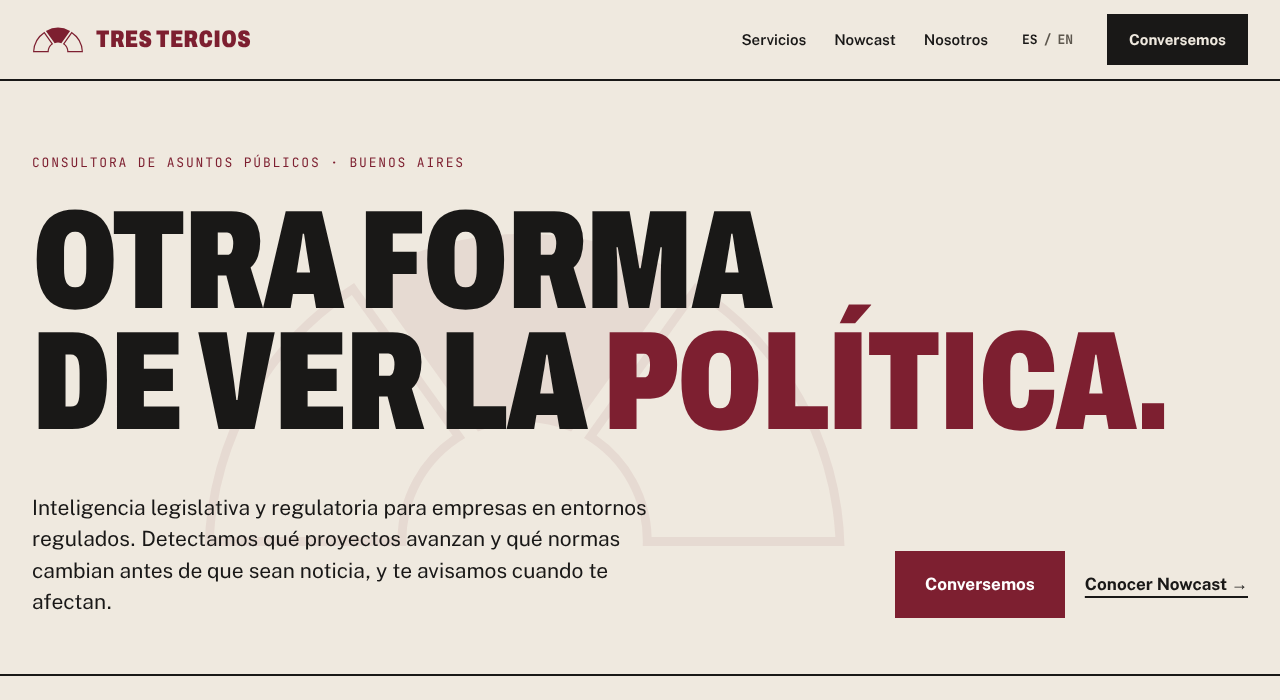 TRES TERCIOS
Servicios Nowcast Nosotros ES / EN Conversemos
CONSULTORA DE ASUNTOS PÚBLICOS · BUENOS AIRES
OTRA FORMA
DE VER LA POLÍTICA.
Inteligencia legislativa y regulatoria para empresas en entornos
regulados. Detectamos qué proyectos avanzan y qué normas
cambian antes de que sean noticia, y te avisamos cuando te
afectan.
Conversemos Conocer Nowcast →